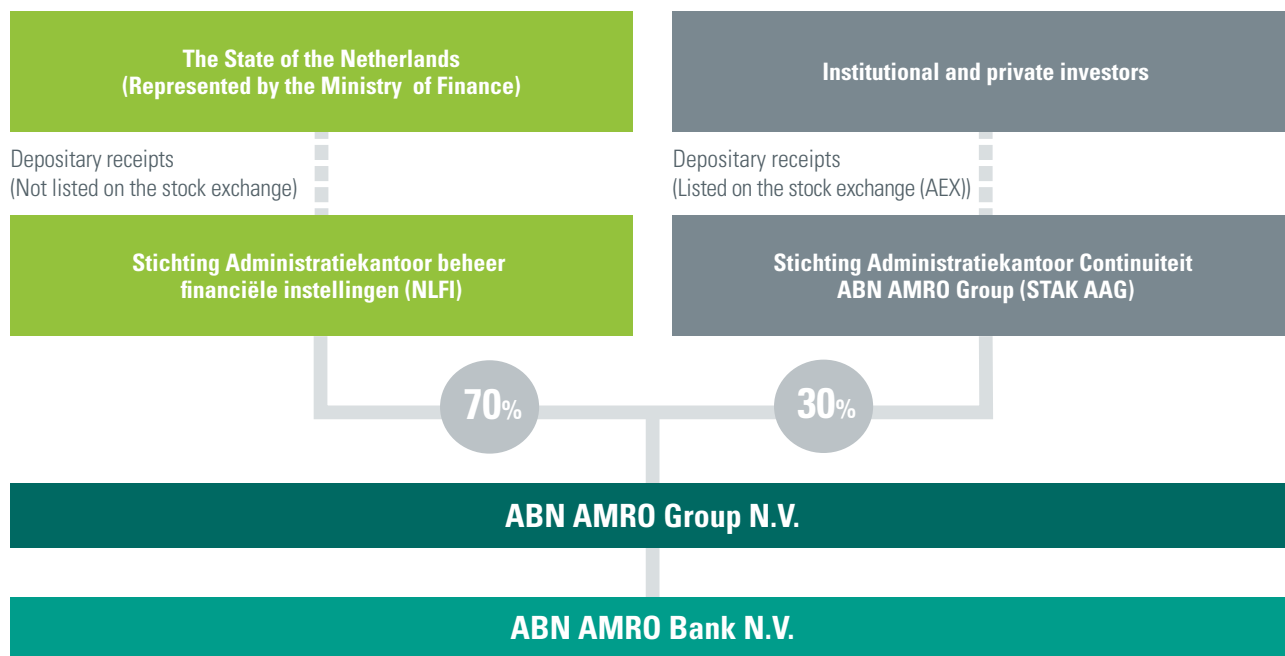 The State of the Netherlands
(Represented by the Ministry of Finance)
Institutional and private investors
Depositary receipts
(Not listed on the stock exchange)
Depositary receipts
(Listed on the stock exchange (AEX))
Stichting Administratiekantoor beheer
financiële instellingen (NLFI)
Stichting Administratiekantoor Continuiteit
ABN AMRO Group (STAK AAG)
70%
30%
ABN AMRO Group N.V.
ABN AMRO Bank N.V.